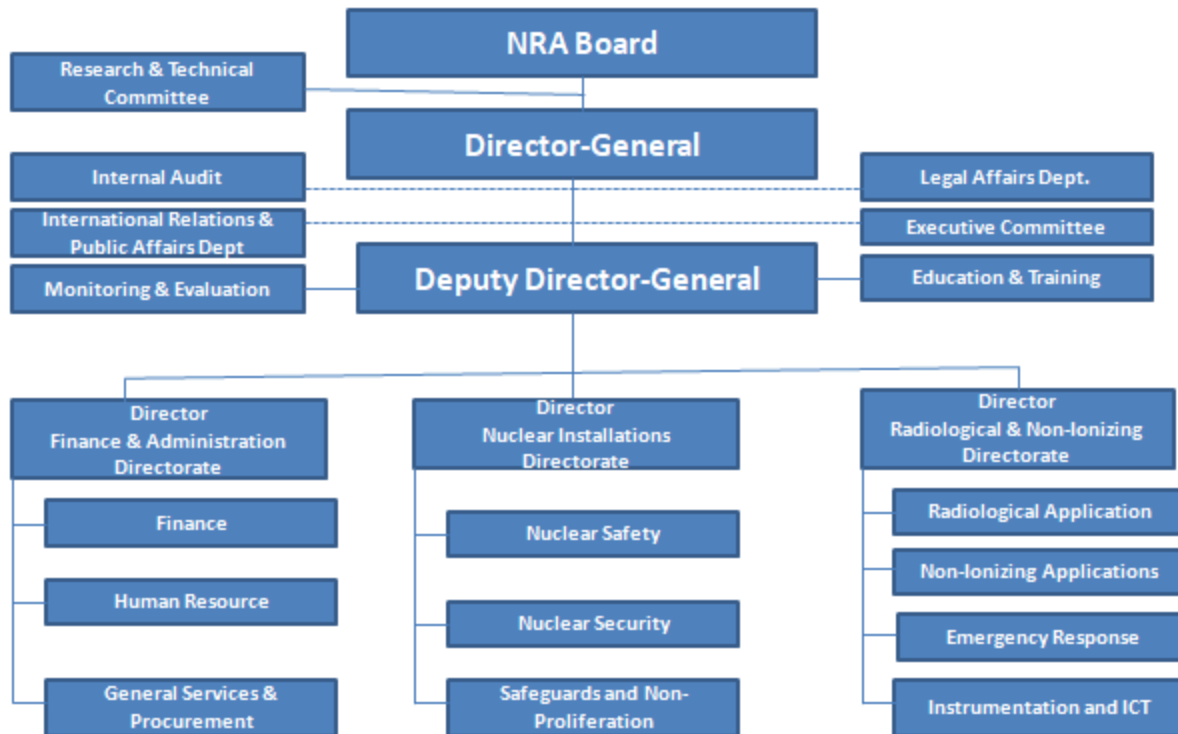 NRA Board
Research & Technical
Committee
Director-General
Internal Audit
Legal Affairs Dept.
International Relations &
Public Affairs Dept
Executive Committee
Deputy Director-General
Monitoring & Evaluation
Education & Training
Director
Finance & Administration
Directorate
Director
Nuclear Installations
Directorate
Director
Radiological & Non-Ionizing
Directorate
Finance
Human Resource
General Services &
Procurement
Nuclear Safety
Nuclear Security
Safeguards and Non-
Proliferation
Radiological Application
Non-Ionizing Applications
Emergency Response
Instrumentation and ICT